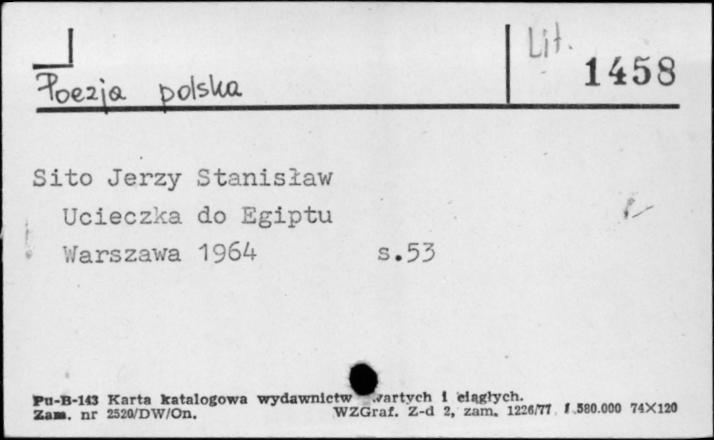 Lit.
1458
Poezja polska
Sito Jerzy Stanisław
Ucieczka do Egiptu
Warszawa 1964 s.53
Pu-B-143 Karta katalogowa wydawnictw i ciągłych.
Zam. nr 2520/DW/On. WZGraf. Z-d 2, zam. 1226/77 1.580.000 74X120